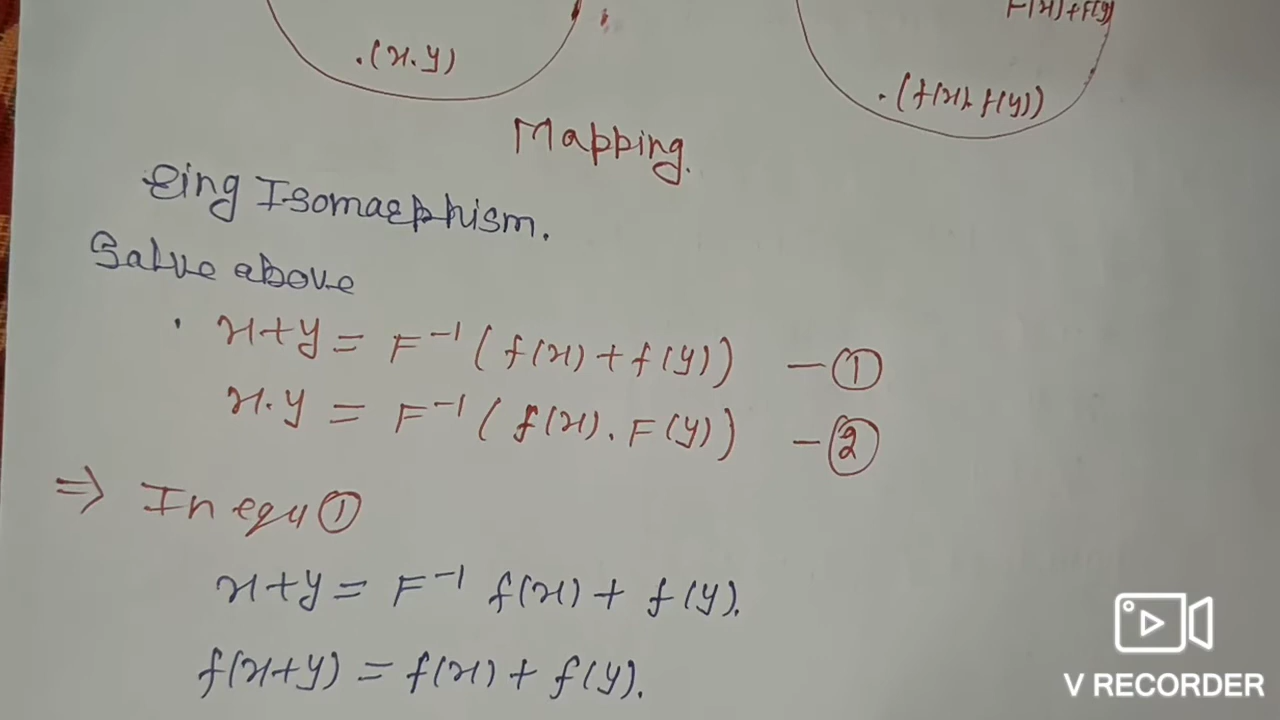 F(x)+F(y)
.(x.y)
.(f(x). f(y))
Mapping.
Ring Isomorphism.
Solve above
x+y = F⁻¹ (f(x) + f(y)) - ①
x.y = F⁻¹ (f(x). F(y)) - ②
⇒ In equ ①
x+y = F⁻¹ f(x) + f(y).
f(x+y) = f(x) + f(y).
V RECORDER